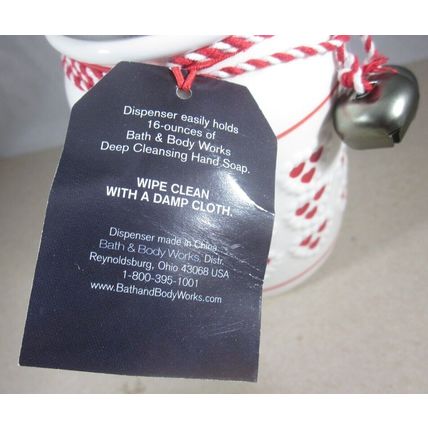 Dispenser easily holds
16-ounces of
Bath & Body Works
Deep Cleansing Hand Soap.
WIPE CLEAN
WITH A DAMP CLOTH.
Dispenser made in China
Bath & Body Works, Distr.
Reynoldsburg, Ohio 43068 USA
1-800-395-1001
www.BathandBodyWorks.com